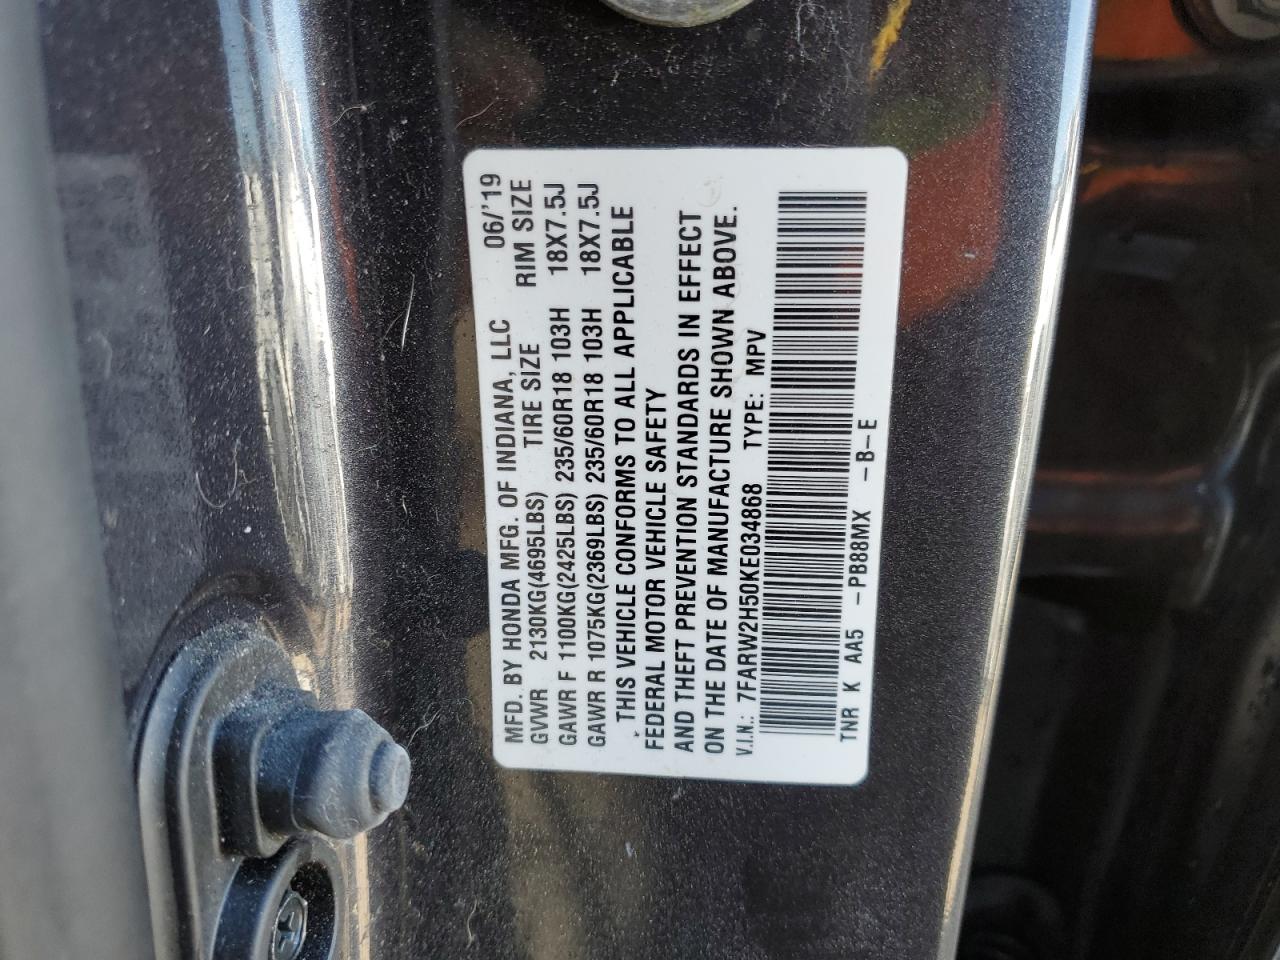 MFD. BY HONDA MFG. OF INDIANA, LLC 06/'19
GVWR 2130KG(4695LBS) TIRE SIZE RIM SIZE
GAWR F 1100KG(2425LBS) 235/60R18 103H 18X7.5J
GAWR R 1075KG(2369LBS) 235/60R18 103H 18X7.5J
THIS VEHICLE CONFORMS TO ALL APPLICABLE
FEDERAL MOTOR VEHICLE SAFETY
AND THEFT PREVENTION STANDARDS IN EFFECT
ON THE DATE OF MANUFACTURE SHOWN ABOVE.
V.I.N.: 7FARW2H50KE034868 TYPE: MPV
TNR K AA5 -PB88MX -B-E